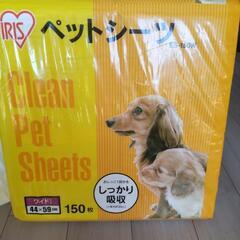 IRIS
ペットシーツ
Clean
Pet
Sheets
しっかり
吸収
ワイド
44×59cm
150枚